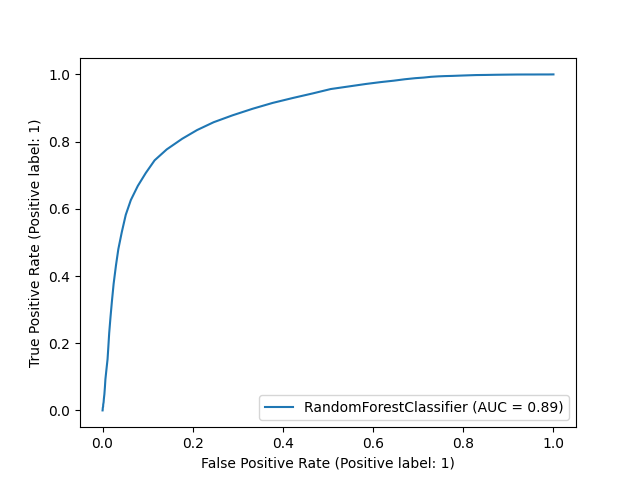 1.0
0.8
0.6
0.4
0.2
0.0
True Positive Rate (Positive label: 1)
RandomForestClassifier (AUC = 0.89)
0.0 0.2 0.4 0.6 0.8 1.0
False Positive Rate (Positive label: 1)